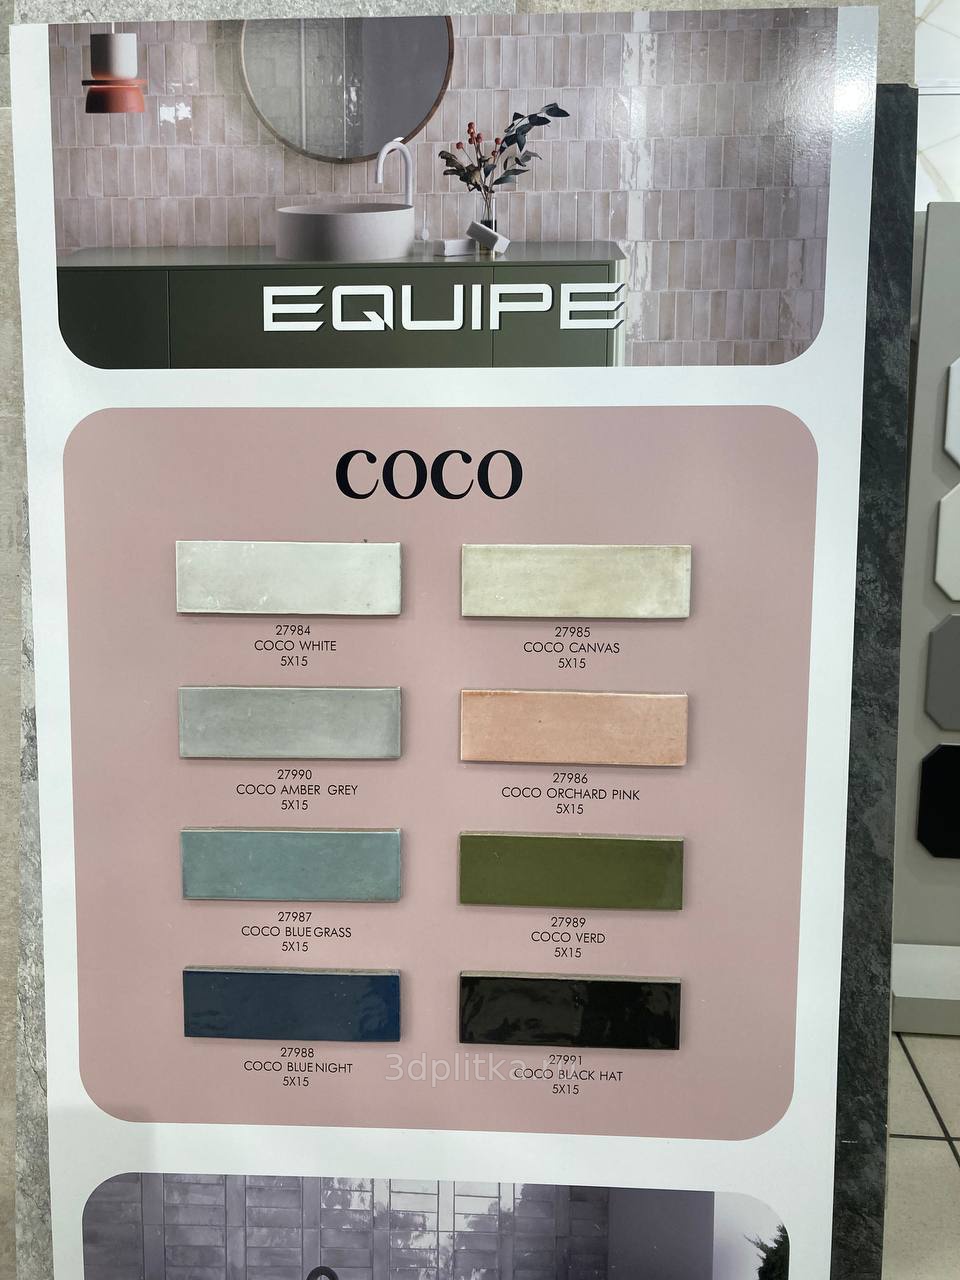 EQUIPE
COCO
27984
COCO WHITE
5X15
27985
COCO CANVAS
5X15
27990
COCO AMBER GREY
5X15
27986
COCO ORCHARD PINK
5X15
27987
COCO BLUE GRASS
5X15
27989
COCO VERD
5X15
27988
COCO BLUE NIGHT
5X15
27991
COCO BLACK HAT
5X15
3dplitka.ru